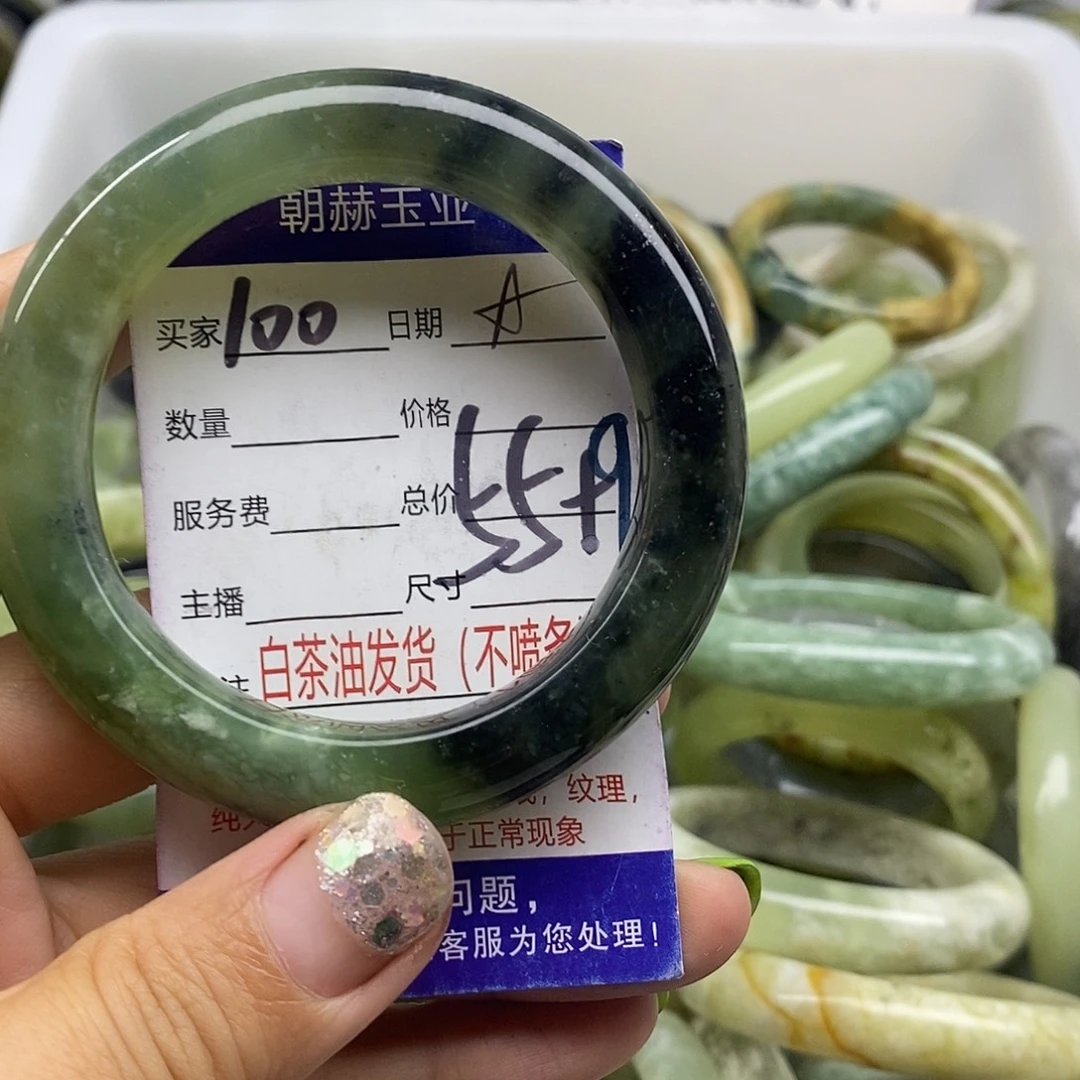 朝赫玉业
买家100 日期
数量 价格
服务费 总价
55+9
主播 尺寸
注 白茶油发货（不喷
纹理，
于正常现象
问题，
客服为您处理！